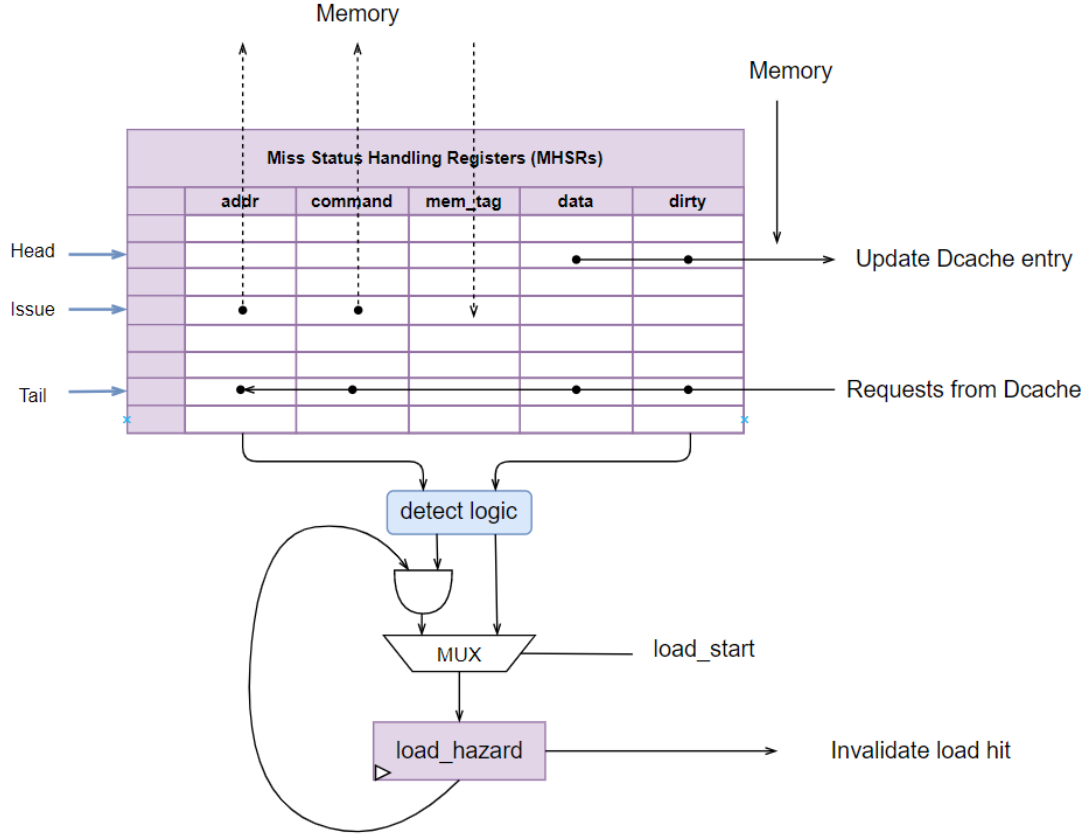 Memory
Memory
Miss Status Handling Registers (MHSRs)
addr command mem_tag data dirty
Head
Update Dcache entry
Issue
Tail
Requests from Dcache
detect logic
MUX
load_start
load_hazard
Invalidate load hit